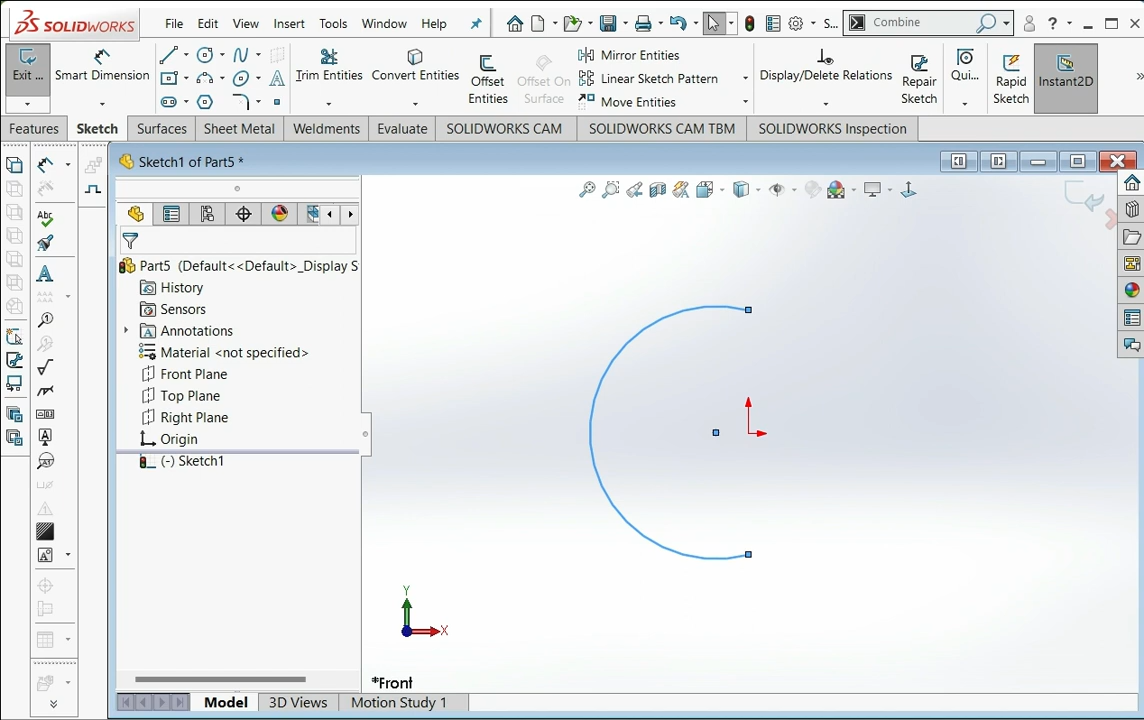 SOLIDWORKS
File Edit View Insert Tools Window Help
S...
Combine
?
Exit ...
Smart Dimension
Trim Entities
Convert Entities
Offset Entities
Offset On Surface
Mirror Entities
Linear Sketch Pattern
Move Entities
Display/Delete Relations
Repair Sketch
Qui...
Rapid Sketch
Instant2D
Features Sketch Surfaces Sheet Metal Weldments Evaluate SOLIDWORKS CAM SOLIDWORKS CAM TBM SOLIDWORKS Inspection
Sketch1 of Part5 *
Part5 (Default<<Default>_Display S
History
Sensors
Annotations
Material <not specified>
Front Plane
Top Plane
Right Plane
Origin
(-) Sketch1
Abc
Y
X
*Front
Model 3D Views Motion Study 1